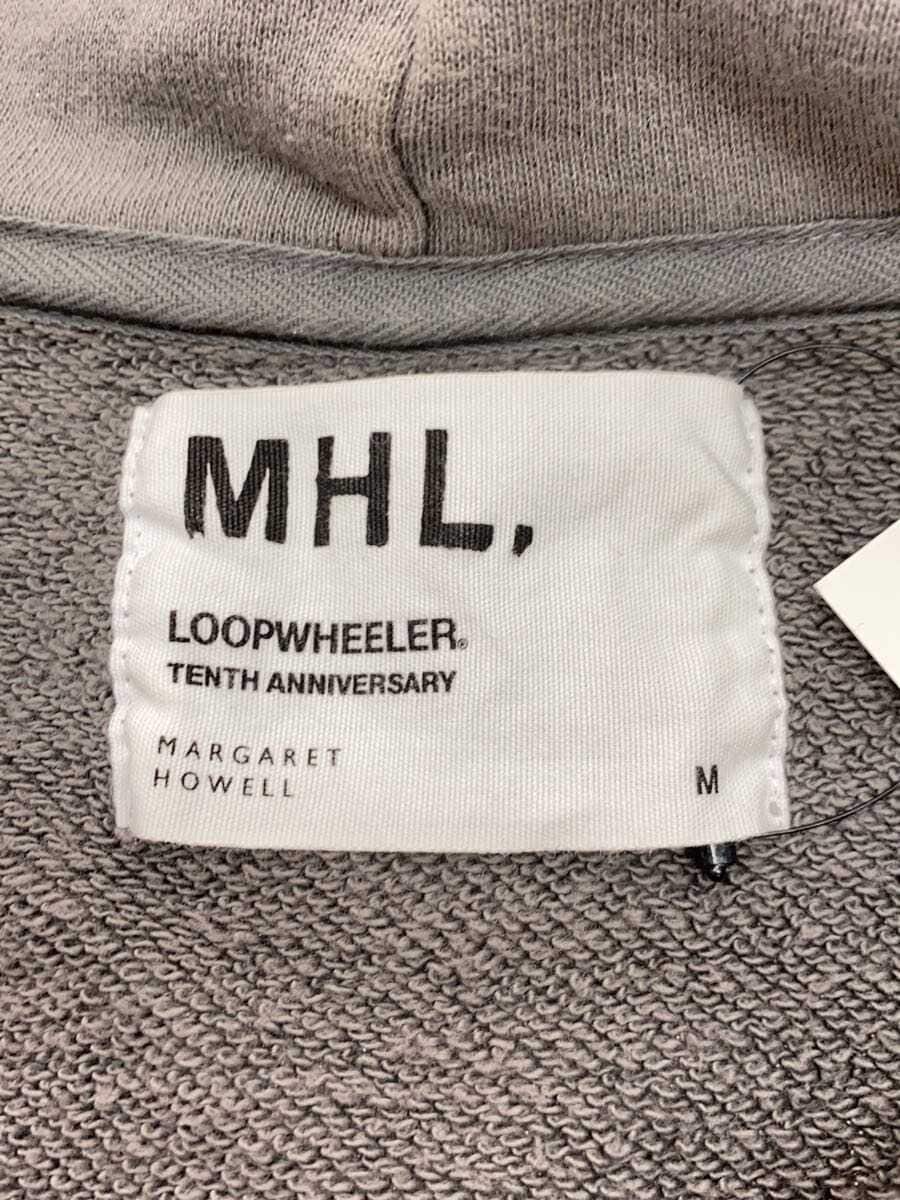 MHL.
LOOPWHEELER®
TENTH ANNIVERSARY
MARGARET
HOWELL
M